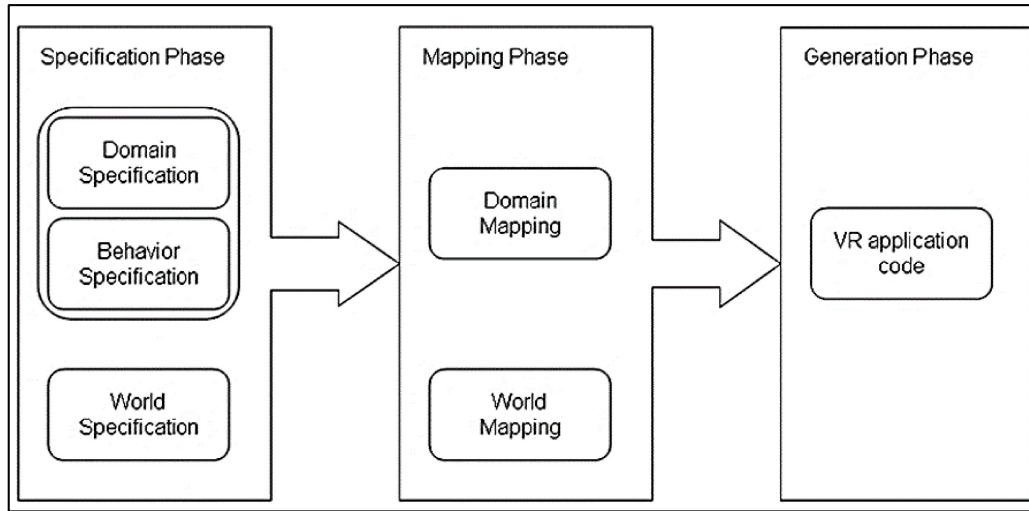 Specification Phase
Domain
Specification
Behavior
Specification
World
Specification
Mapping Phase
Domain
Mapping
World
Mapping
Generation Phase
VR application
code